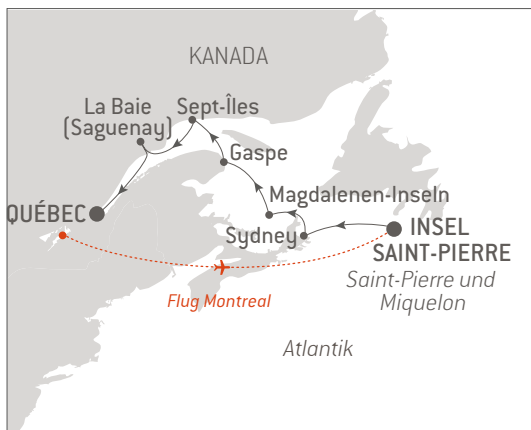 KANADA
La Baie
(Saguenay)
Sept-Îles
Gaspe
Magdalenen-Inseln
QUÉBEC
Sydney
INSEL
SAINT-PIERRE
Saint-Pierre und
Miquelon
Flug Montreal
Atlantik